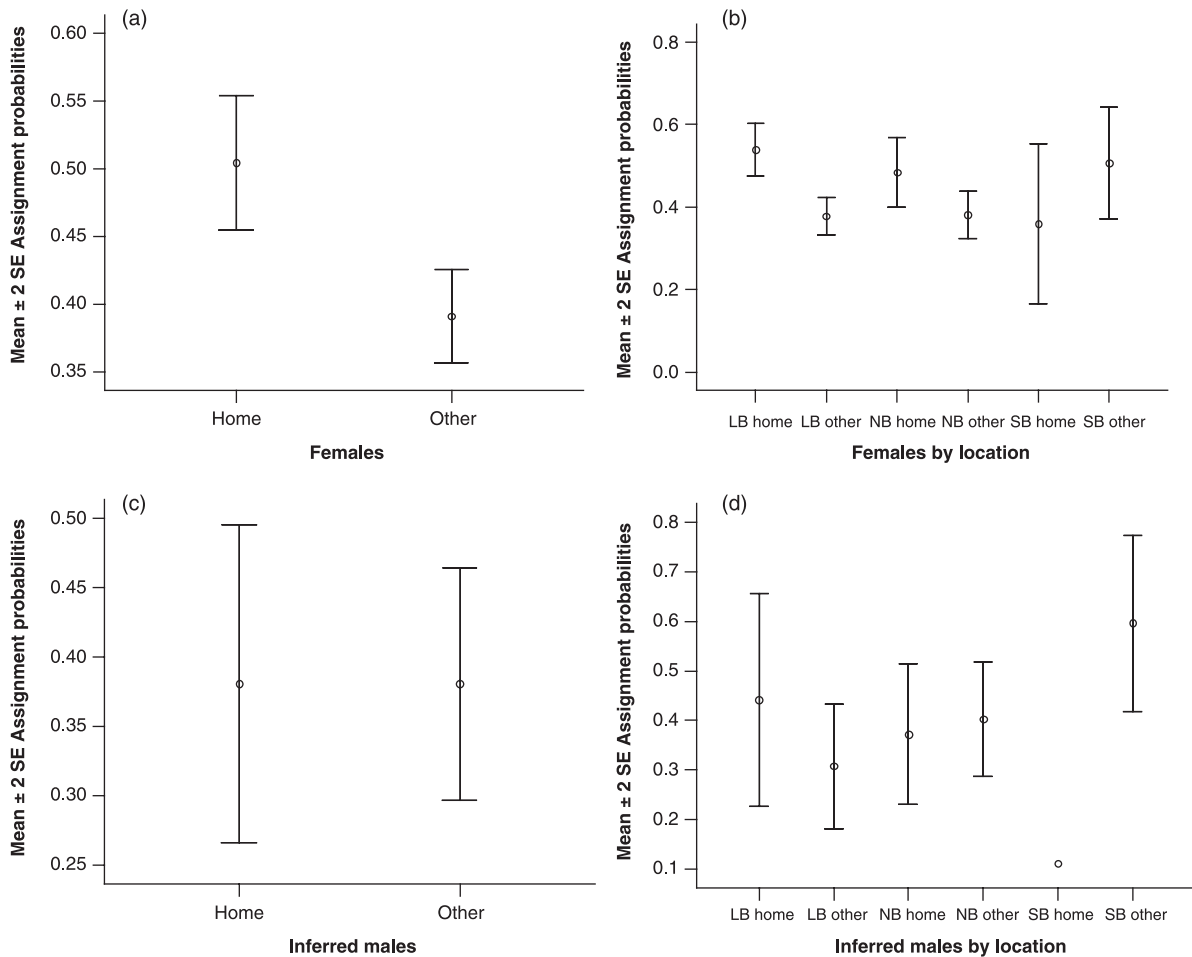 (a)
Mean ± 2 SE Assignment probabilities
0.60
0.55
0.50
0.45
0.40
0.35
Home Other
Females
(b)
Mean ± 2 SE Assignment probabilities
0.8
0.6
0.4
0.2
0.0
LB home LB other NB home NB other SB home SB other
Females by location
(c)
Mean ± 2 SE Assignment probabilities
0.50
0.45
0.40
0.35
0.30
0.25
Home Other
Inferred males
(d)
Mean ± 2 SE Assignment probabilities
0.8
0.7
0.6
0.5
0.4
0.3
0.2
0.1
LB home LB other NB home NB other SB home SB other
Inferred males by location